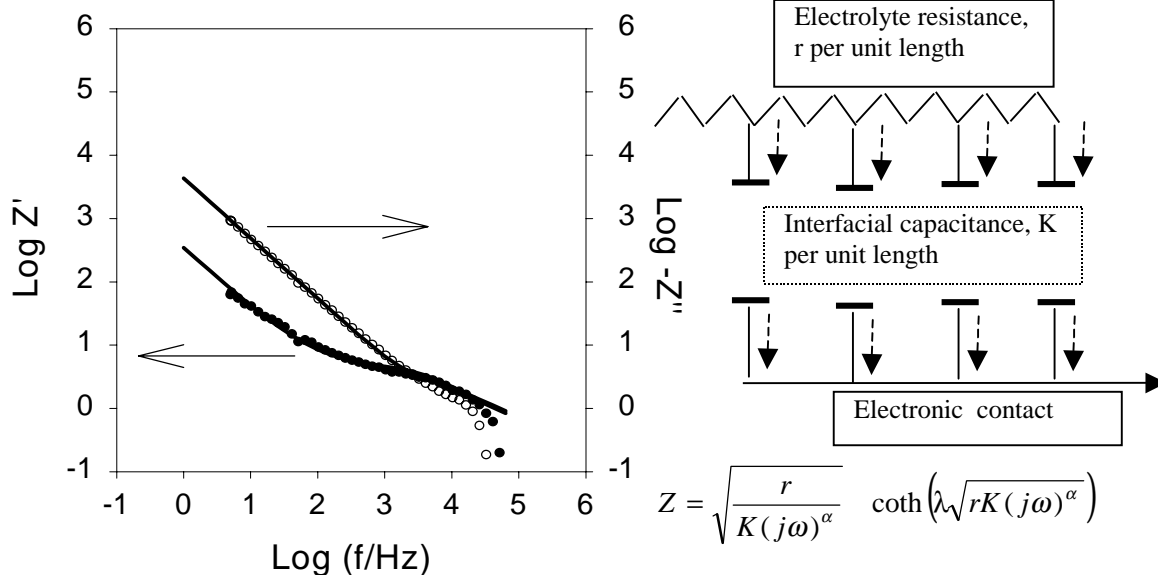 6
5
4
3
2
1
0
-1
Log Z'
-1 0 1 2 3 4 5 6
Log (f/Hz)
6
5
4
3
2
1
0
-1
Log -Z"
Electrolyte resistance,
r per unit length
Interfacial capacitance, K
per unit length
Electronic contact
Z = √(r / K(jω)^α) coth(λ√(rK(jω)^α))